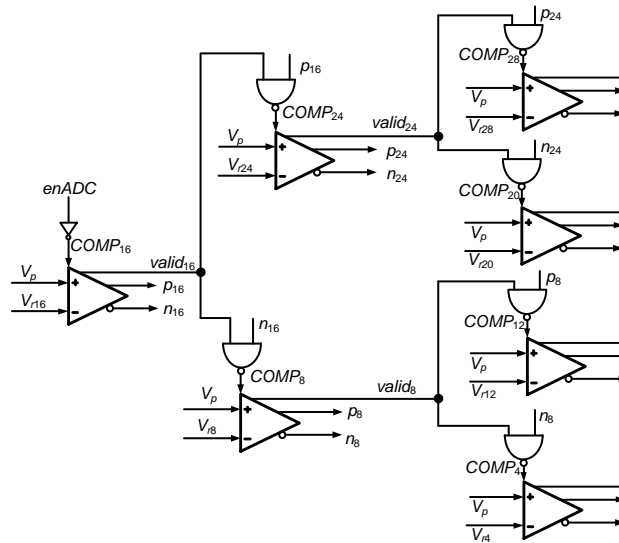 p24
COMP28
Vp
Vr28
p16
COMP24
valid24
Vp
Vr24
p24
n24
n24
COMP20
Vp
Vr20
enADC
COMP16
valid16
Vp
Vr16
p16
n16
p8
COMP12
Vp
Vr12
n16
COMP8
valid8
Vp
Vr8
p8
n8
n8
COMP4
Vp
Vr4